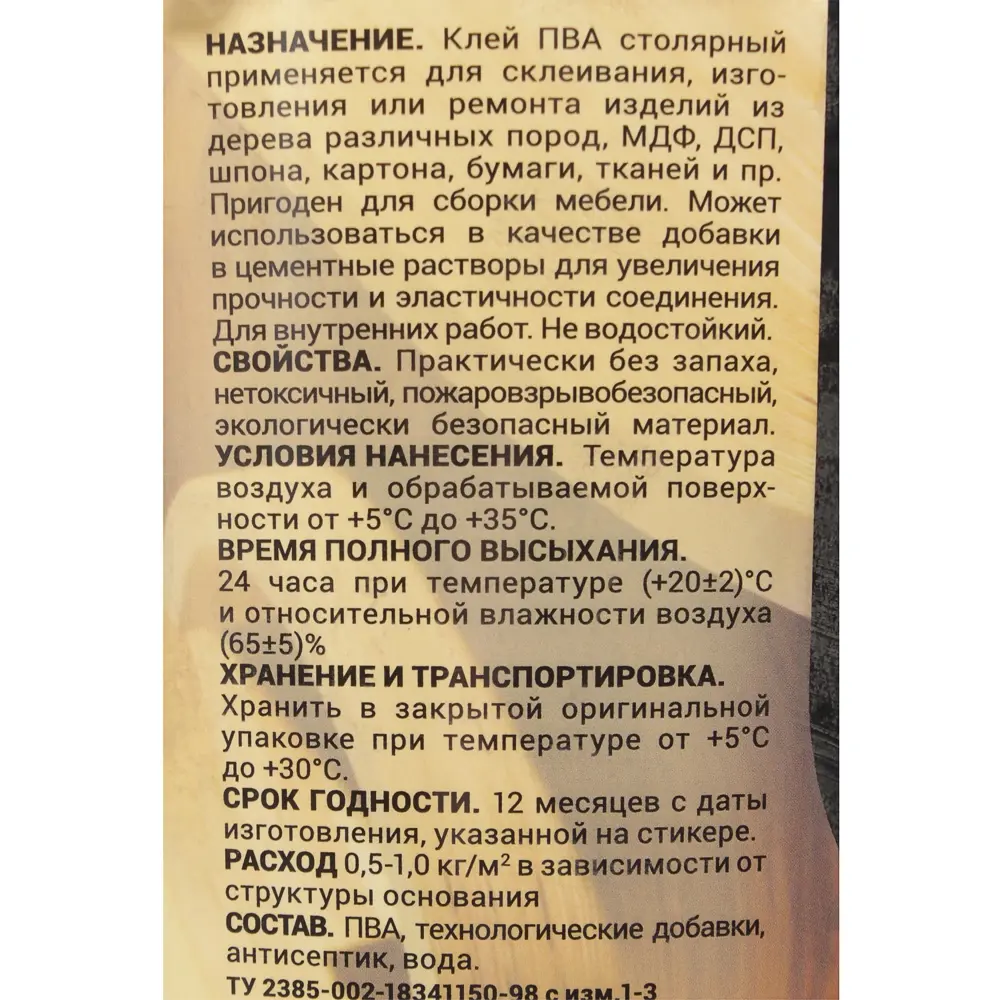 НАЗНАЧЕНИЕ. Клей ПВА столярный
применяется для склеивания, изго-
товления или ремонта изделий из
дерева различных пород, МДФ, ДСП,
шпона, картона, бумаги, тканей и пр.
Пригоден для сборки мебели. Может
использоваться в качестве добавки
в цементные растворы для увеличения
прочности и эластичности соединения.
Для внутренних работ. Не водостойкий.
СВОЙСТВА. Практически без запаха,
нетоксичный, пожаровзрывобезопасный,
экологически безопасный материал.
УСЛОВИЯ НАНЕСЕНИЯ. Температура
воздуха и обрабатываемой поверх-
ности от +5°С до +35°С.
ВРЕМЯ ПОЛНОГО ВЫСЫХАНИЯ.
24 часа при температуре (+20±2)°С
и относительной влажности воздуха
(65±5)%
ХРАНЕНИЕ И ТРАНСПОРТИРОВКА.
Хранить в закрытой оригинальной
упаковке при температуре от +5°С
до +30°С.
СРОК ГОДНОСТИ. 12 месяцев с даты
изготовления, указанной на стикере.
РАСХОД 0,5-1,0 кг/м² в зависимости от
структуры основания
СОСТАВ. ПВА, технологические добавки,
антисептик, вода.
ТУ 2385-002-18341150-98 с изм.1-3